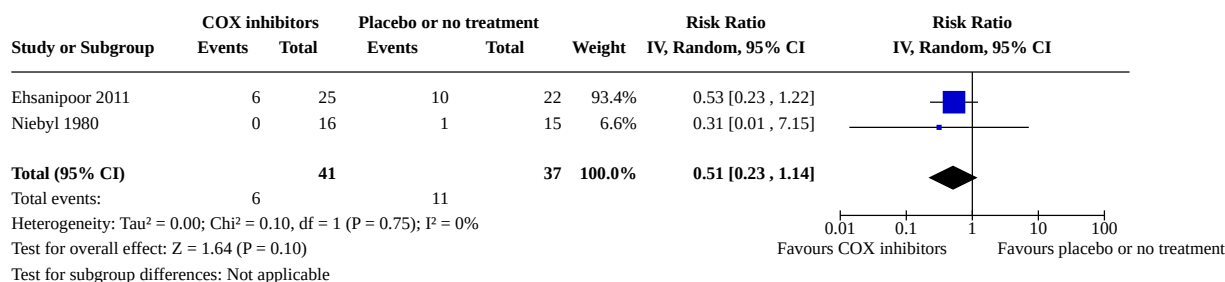 COX inhibitors Placebo or no treatment Risk Ratio Risk Ratio
Study or Subgroup Events Total Events Total Weight IV, Random, 95% CI IV, Random, 95% CI
Ehsanipoor 2011 6 25 10 22 93.4% 0.53 [0.23 , 1.22]
Niebyl 1980 0 16 1 15 6.6% 0.31 [0.01 , 7.15]
Total (95% CI) 41 37 100.0% 0.51 [0.23 , 1.14]
Total events: 6 11
Heterogeneity: Tau² = 0.00; Chi² = 0.10, df = 1 (P = 0.75); I² = 0%
0.01 0.1 1 10 100
Test for overall effect: Z = 1.64 (P = 0.10) Favours COX inhibitors Favours placebo or no treatment
Test for subgroup differences: Not applicable